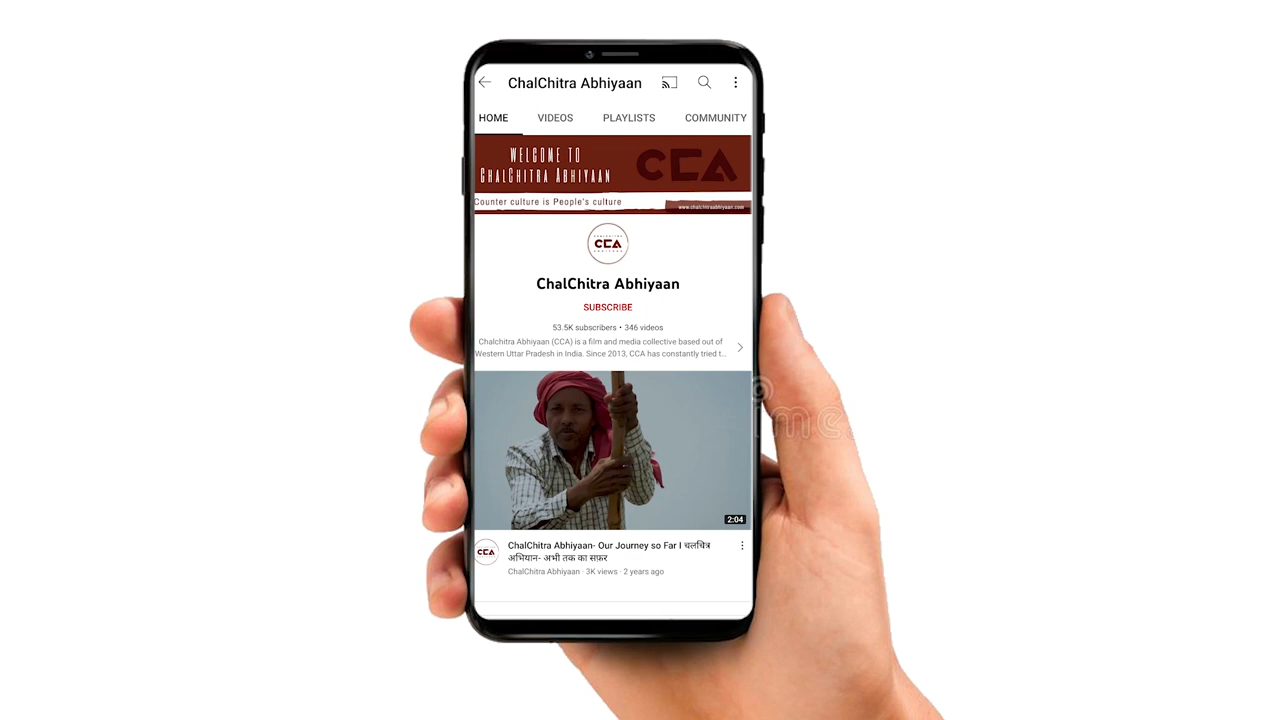 ChalChitra Abhiyaan
HOME VIDEOS PLAYLISTS COMMUNITY
WELCOME TO
CHALCHITRA ABHIYAAN
CCA
Counter culture is People's culture
www.chalchitraabhiyaan.com
CCA
ChalChitra Abhiyaan
SUBSCRIBE
53.5K subscribers • 346 videos
Chalchitra Abhiyaan (CCA) is a film and media collective based out of
Western Uttar Pradesh in India. Since 2013, CCA has constantly tried t...
2:04
CCA
ChalChitra Abhiyaan- Our Journey so Far I चलचित्र
अभियान- अभी तक का सफ़र
ChalChitra Abhiyaan · 3K views · 2 years ago